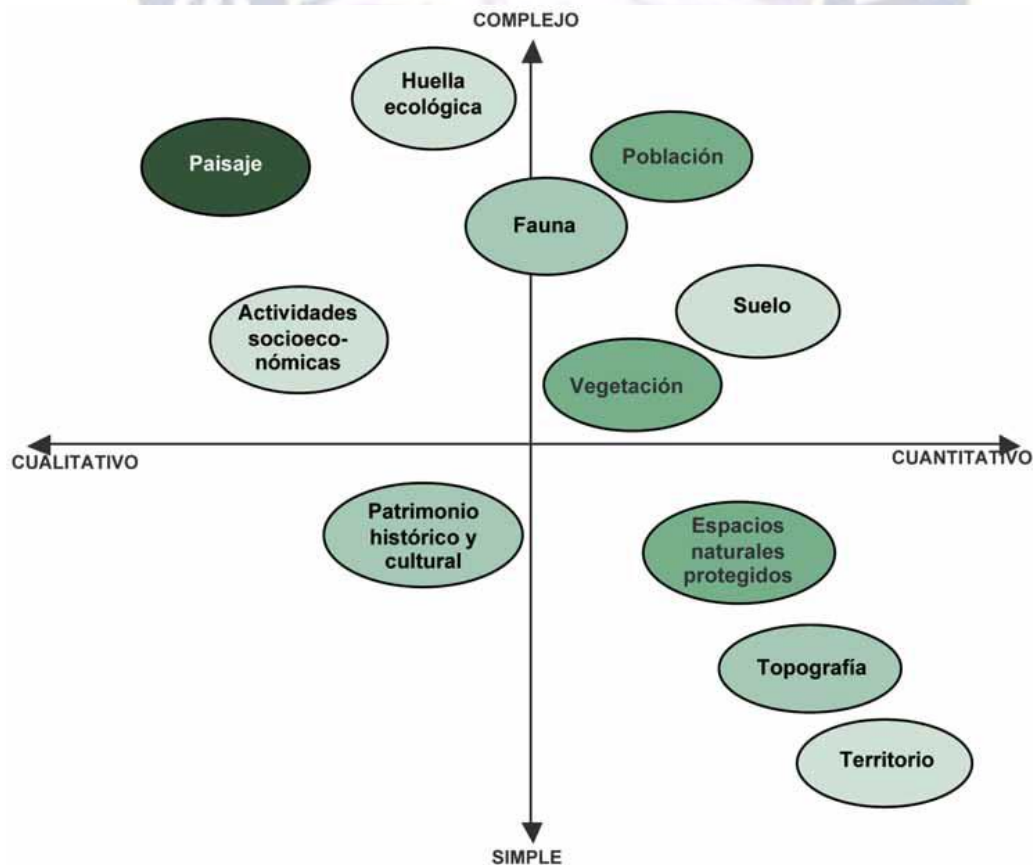 COMPLEJO
Huella
ecológica
Paisaje
Población
Fauna
Actividades
socioeco-
nómicas
Suelo
Vegetación
CUALITATIVO
CUANTITATIVO
Patrimonio
histórico y
cultural
Espacios
naturales
protegidos
Topografía
Territorio
SIMPLE